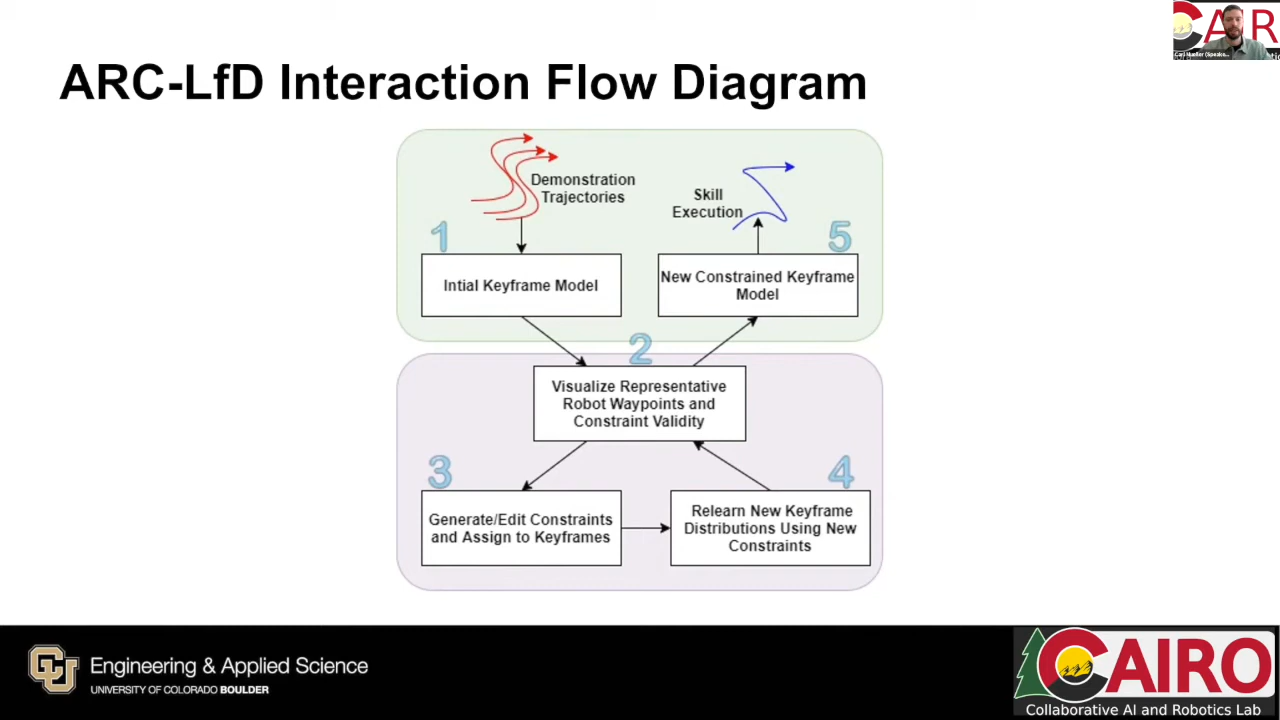 ARC-LfD Interaction Flow Diagram
Demonstration
Trajectories
Skill
Execution
1
5
Intial Keyframe Model
New Constrained Keyframe
Model
2
Visualize Representative
Robot Waypoints and
Constraint Validity
3
4
Generate/Edit Constraints
and Assign to Keyframes
Relearn New Keyframe
Distributions Using New
Constraints
CU
Engineering & Applied Science
UNIVERSITY OF COLORADO BOULDER
CAIRO
Collaborative AI and Robotics Lab